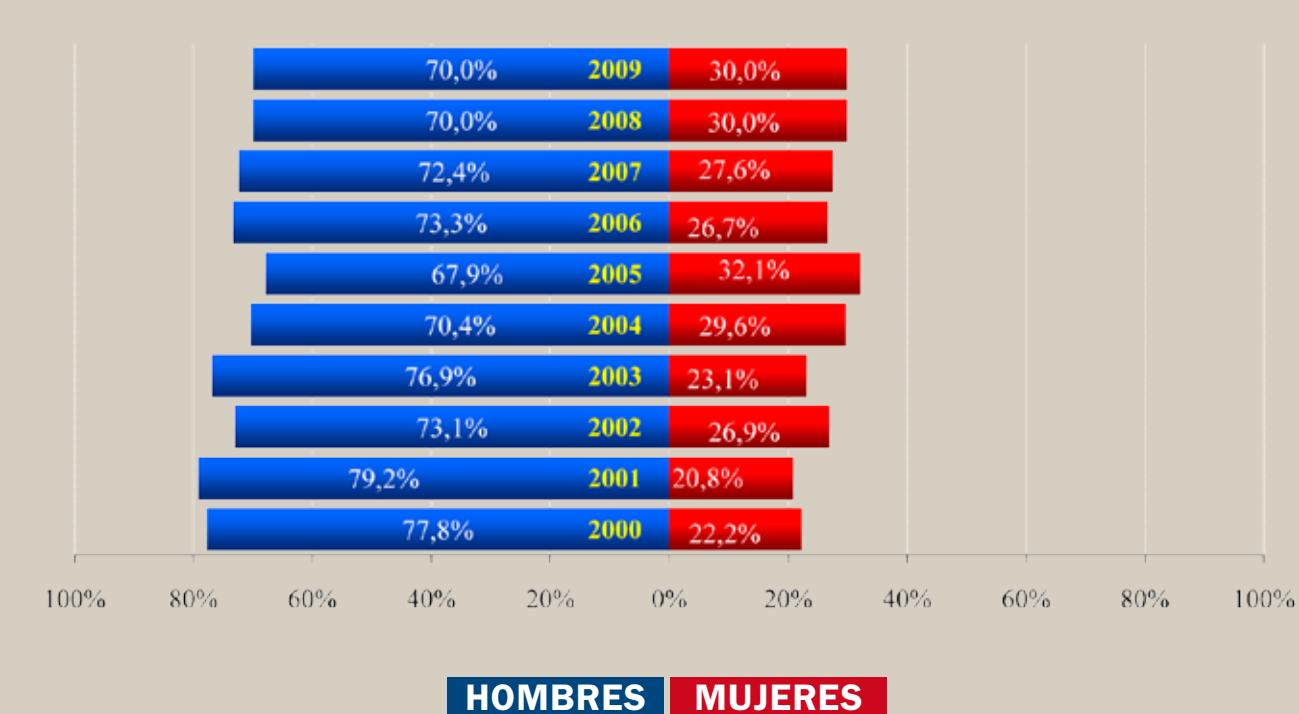 70,0% 2009 30,0%
70,0% 2008 30,0%
72,4% 2007 27,6%
73,3% 2006 26,7%
67,9% 2005 32,1%
70,4% 2004 29,6%
76,9% 2003 23,1%
73,1% 2002 26,9%
79,2% 2001 20,8%
77,8% 2000 22,2%
100% 80% 60% 40% 20% 0% 20% 40% 60% 80% 100%
HOMBRES MUJERES